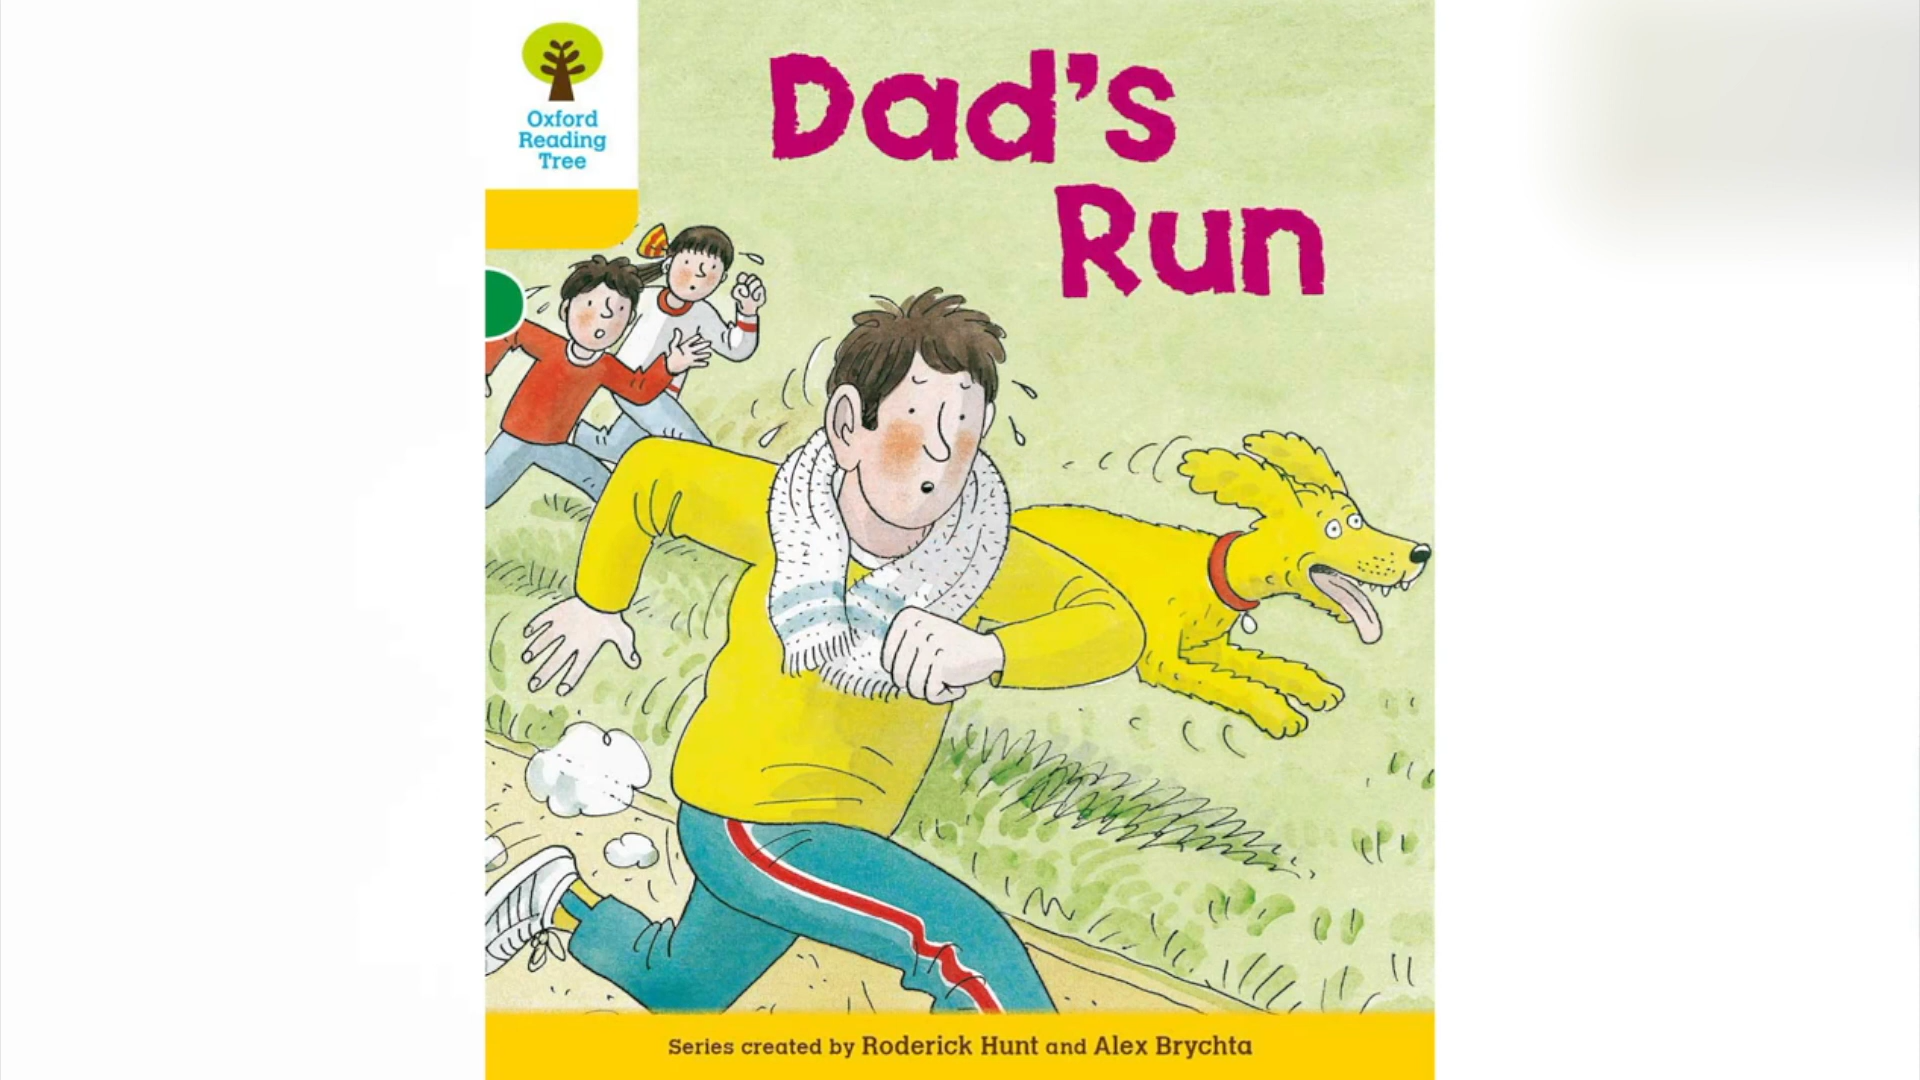 Oxford
Reading
Tree
Dad's
Run
Series created by Roderick Hunt and Alex Brychta